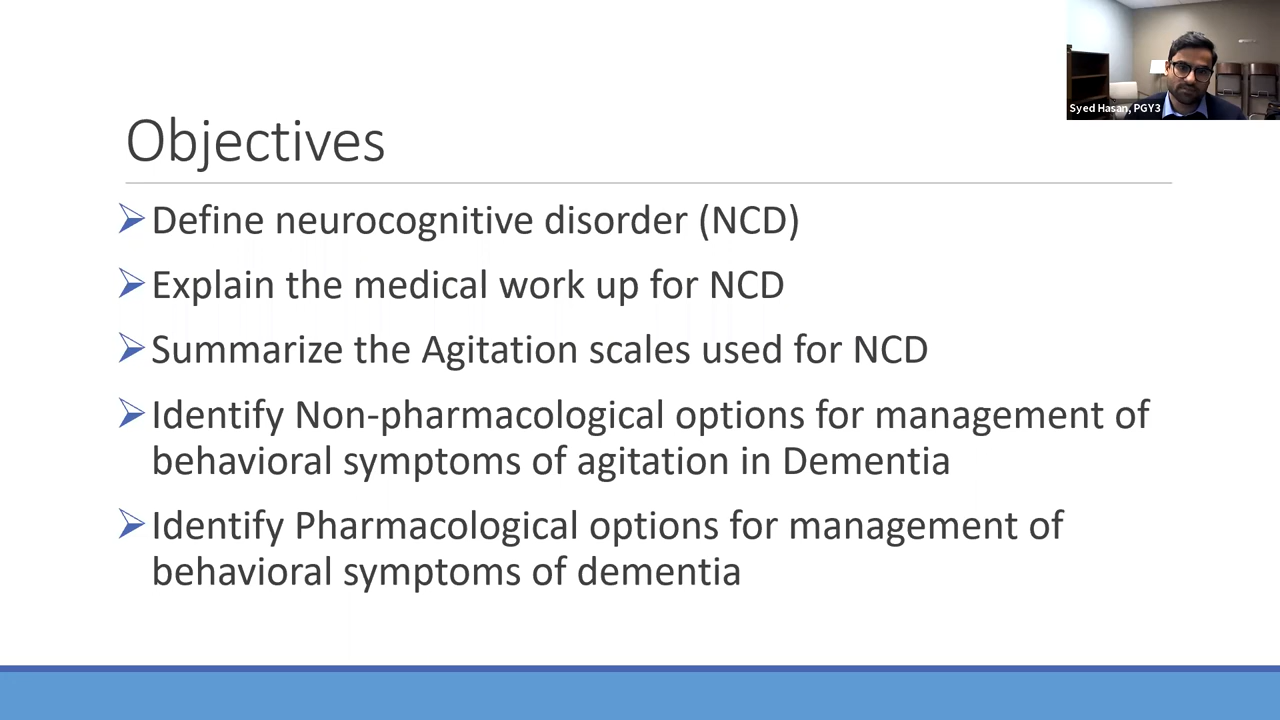 Syed Hasan, PGY3
Objectives
Define neurocognitive disorder (NCD)
Explain the medical work up for NCD
Summarize the Agitation scales used for NCD
Identify Non-pharmacological options for management of
behavioral symptoms of agitation in Dementia
Identify Pharmacological options for management of
behavioral symptoms of dementia